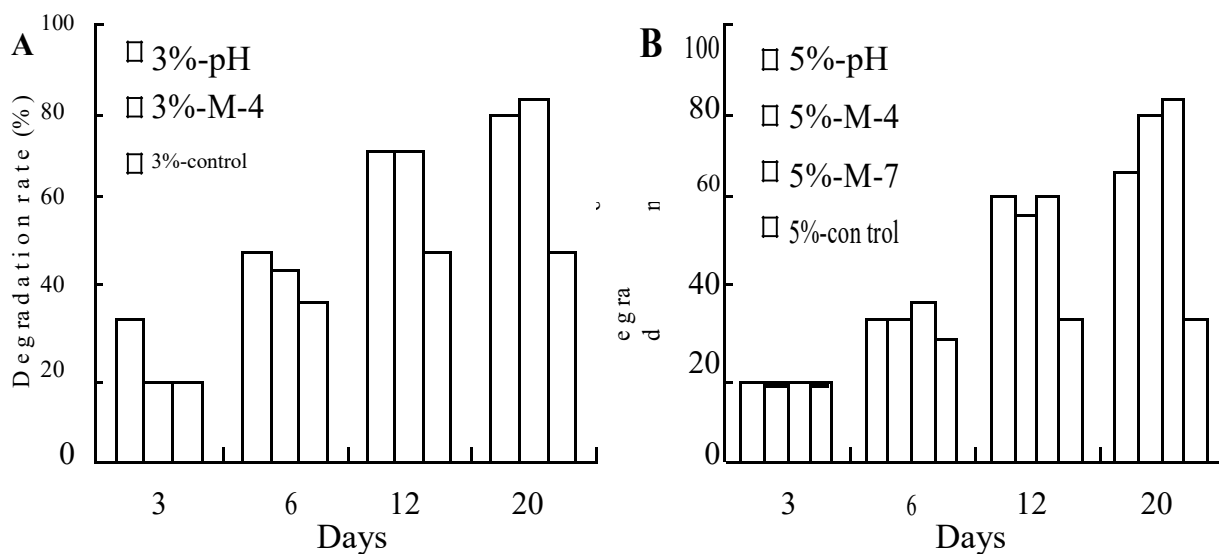 A
100
3%-pH
3%-M-4
3%-control
80
60
40
20
0
Degradation rate (%)
3 6 12 20
Days
B
100
5%-pH
5%-M-4
5%-M-7
5%-con trol
80
60
40
20
0
egra
d
n
3 6 12 20
Days